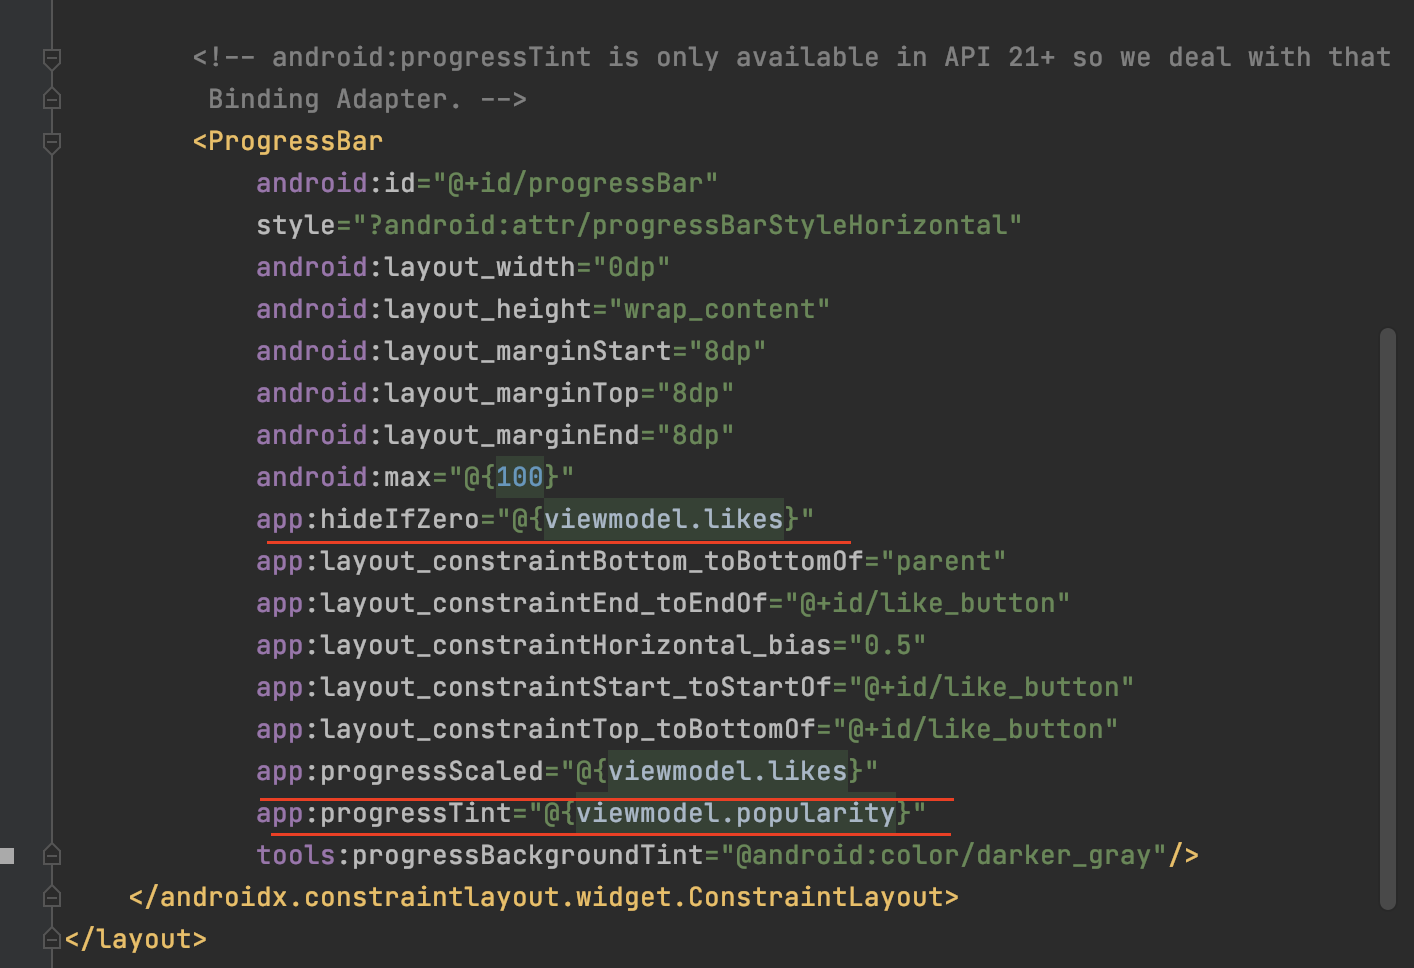 <!-- android:progressTint is only available in API 21+ so we deal with that
Binding Adapter. -->
<ProgressBar
android:id="@+id/progressBar"
style="?android:attr/progressBarStyleHorizontal"
android:layout_width="0dp"
android:layout_height="wrap_content"
android:layout_marginStart="8dp"
android:layout_marginTop="8dp"
android:layout_marginEnd="8dp"
android:max="@{100}"
app:hideIfZero="@{viewmodel.likes}"
app:layout_constraintBottom_toBottomOf="parent"
app:layout_constraintEnd_toEndOf="@+id/like_button"
app:layout_constraintHorizontal_bias="0.5"
app:layout_constraintStart_toStartOf="@+id/like_button"
app:layout_constraintTop_toBottomOf="@+id/like_button"
app:progressScaled="@{viewmodel.likes}"
app:progressTint="@{viewmodel.popularity}"
tools:progressBackgroundTint="@android:color/darker_gray"/>
</androidx.constraintlayout.widget.ConstraintLayout>
</layout>